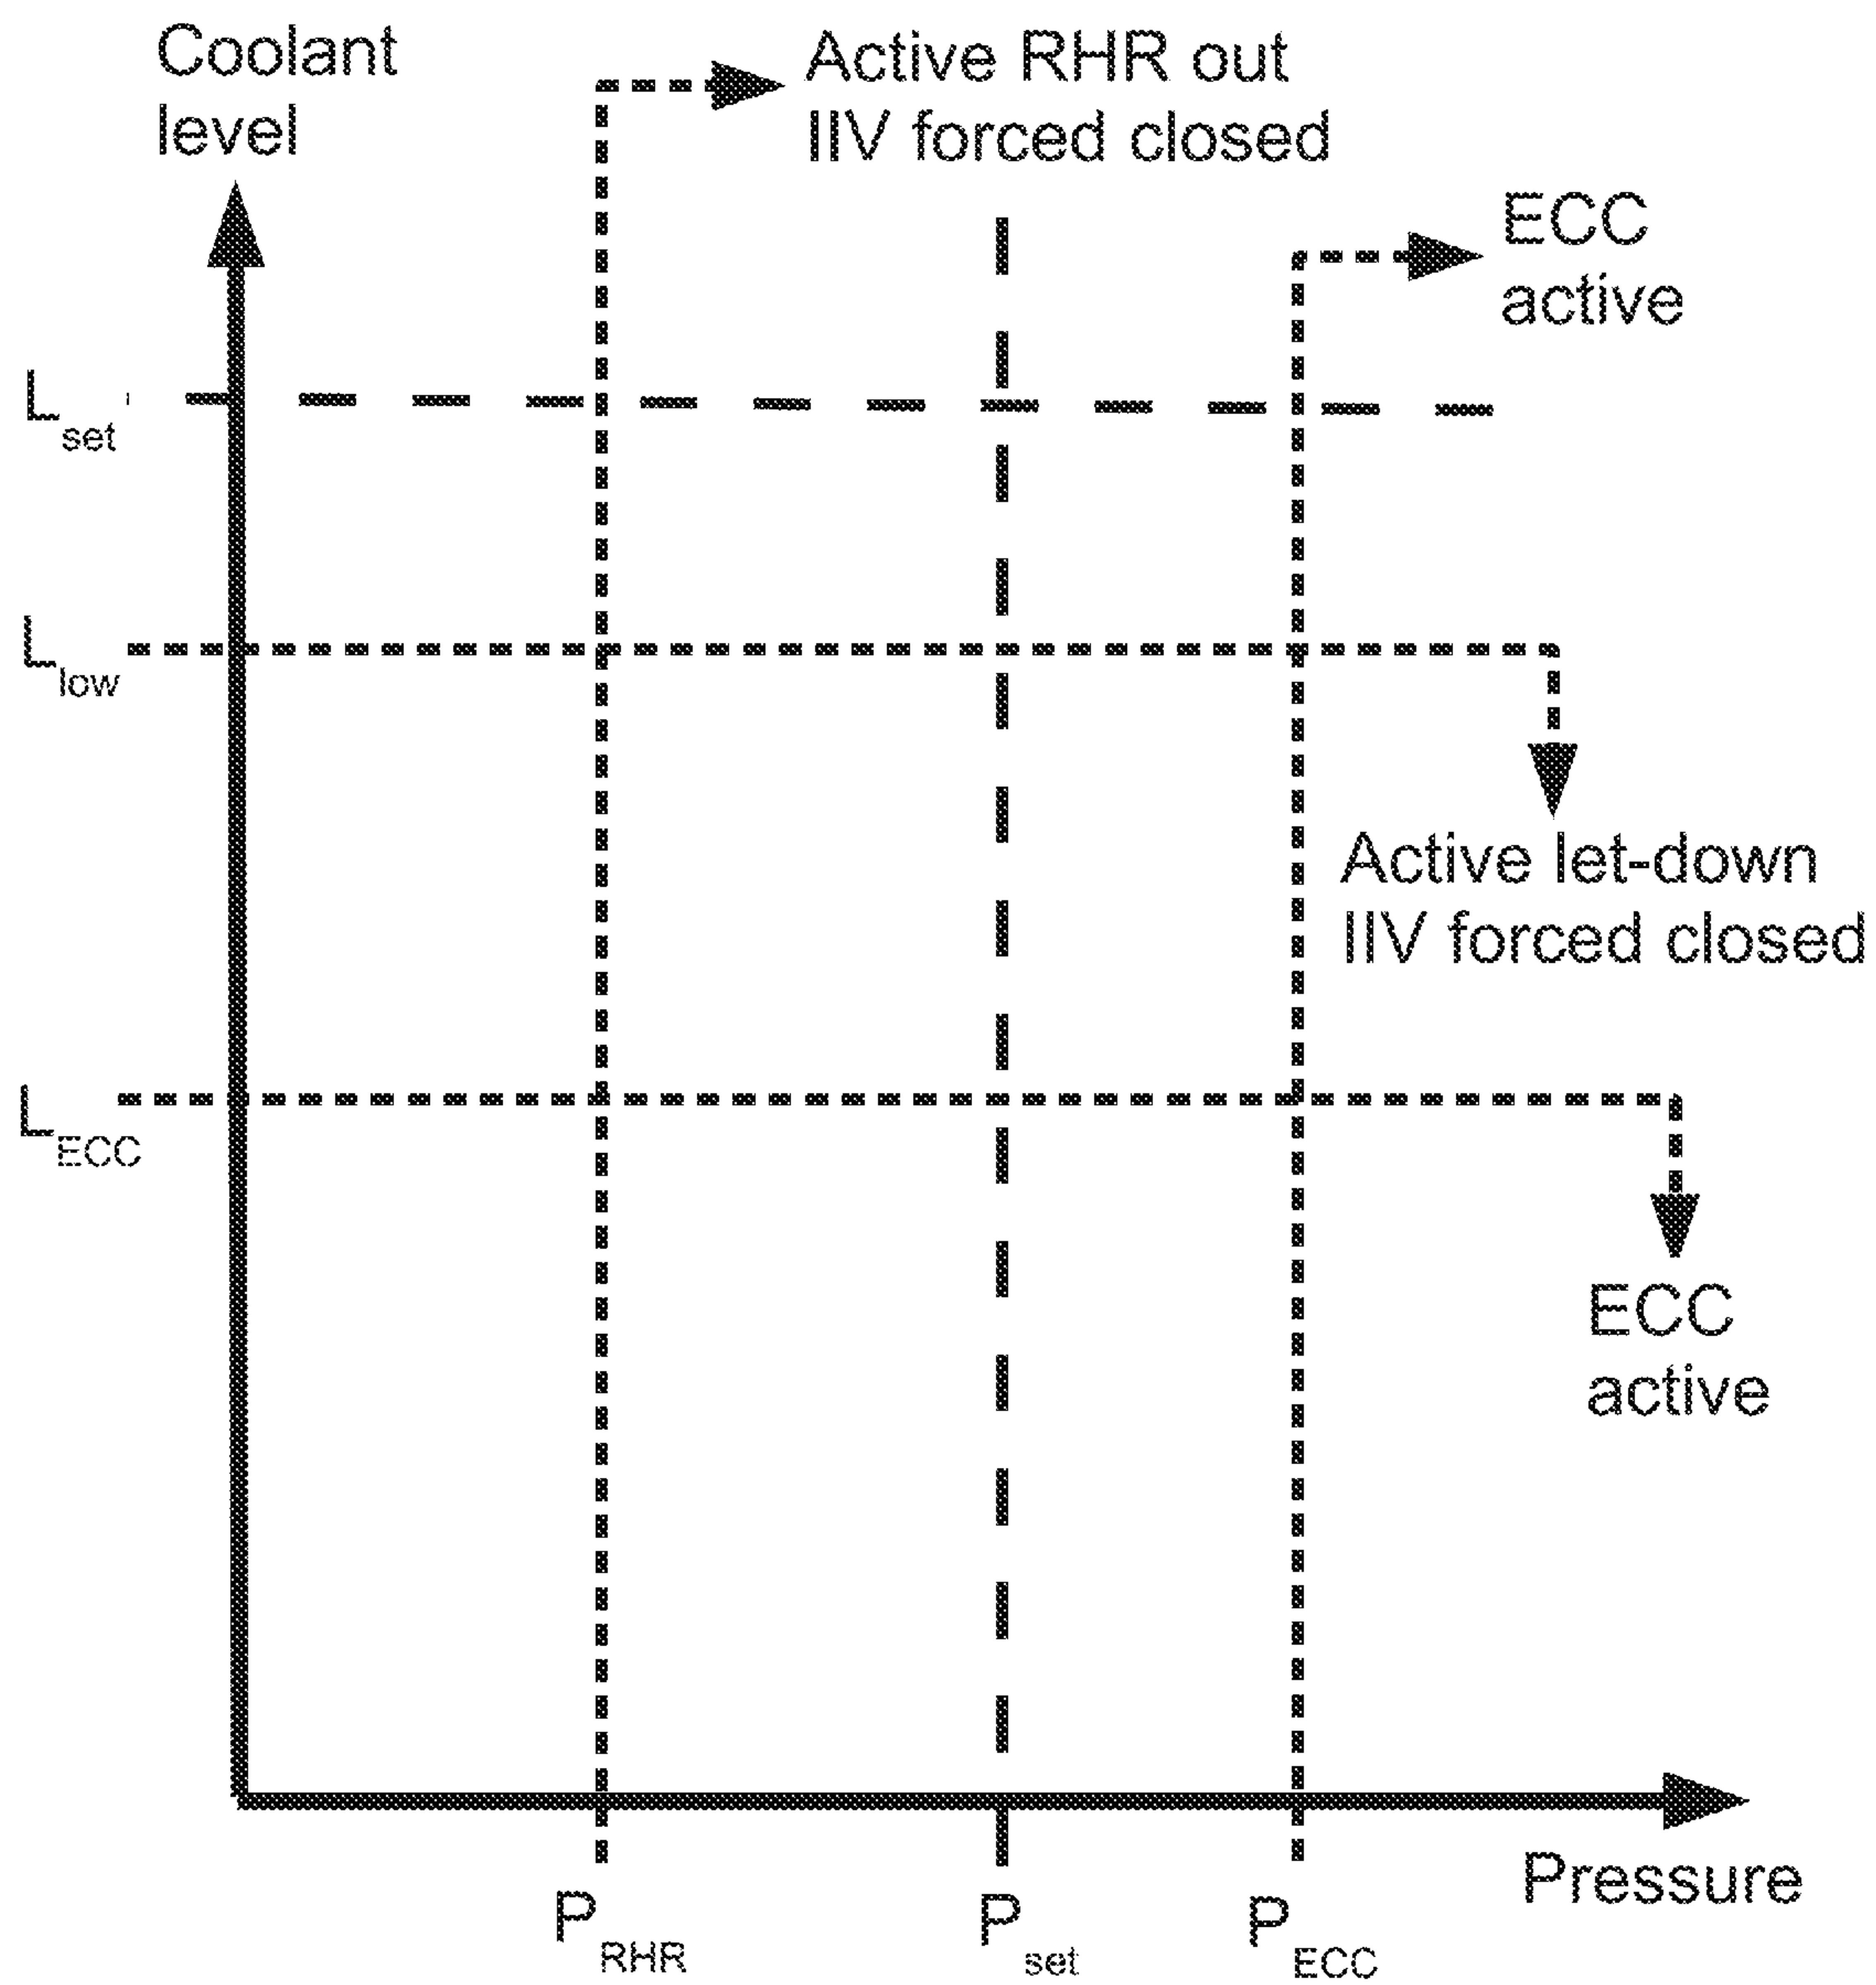 Coolant
level
Active RHR out
IIV forced closed
ECC
active
Lset
Llow
Active let-down
IIV forced closed
LECC
ECC
active
Pressure
PRHR
Pset
PECC